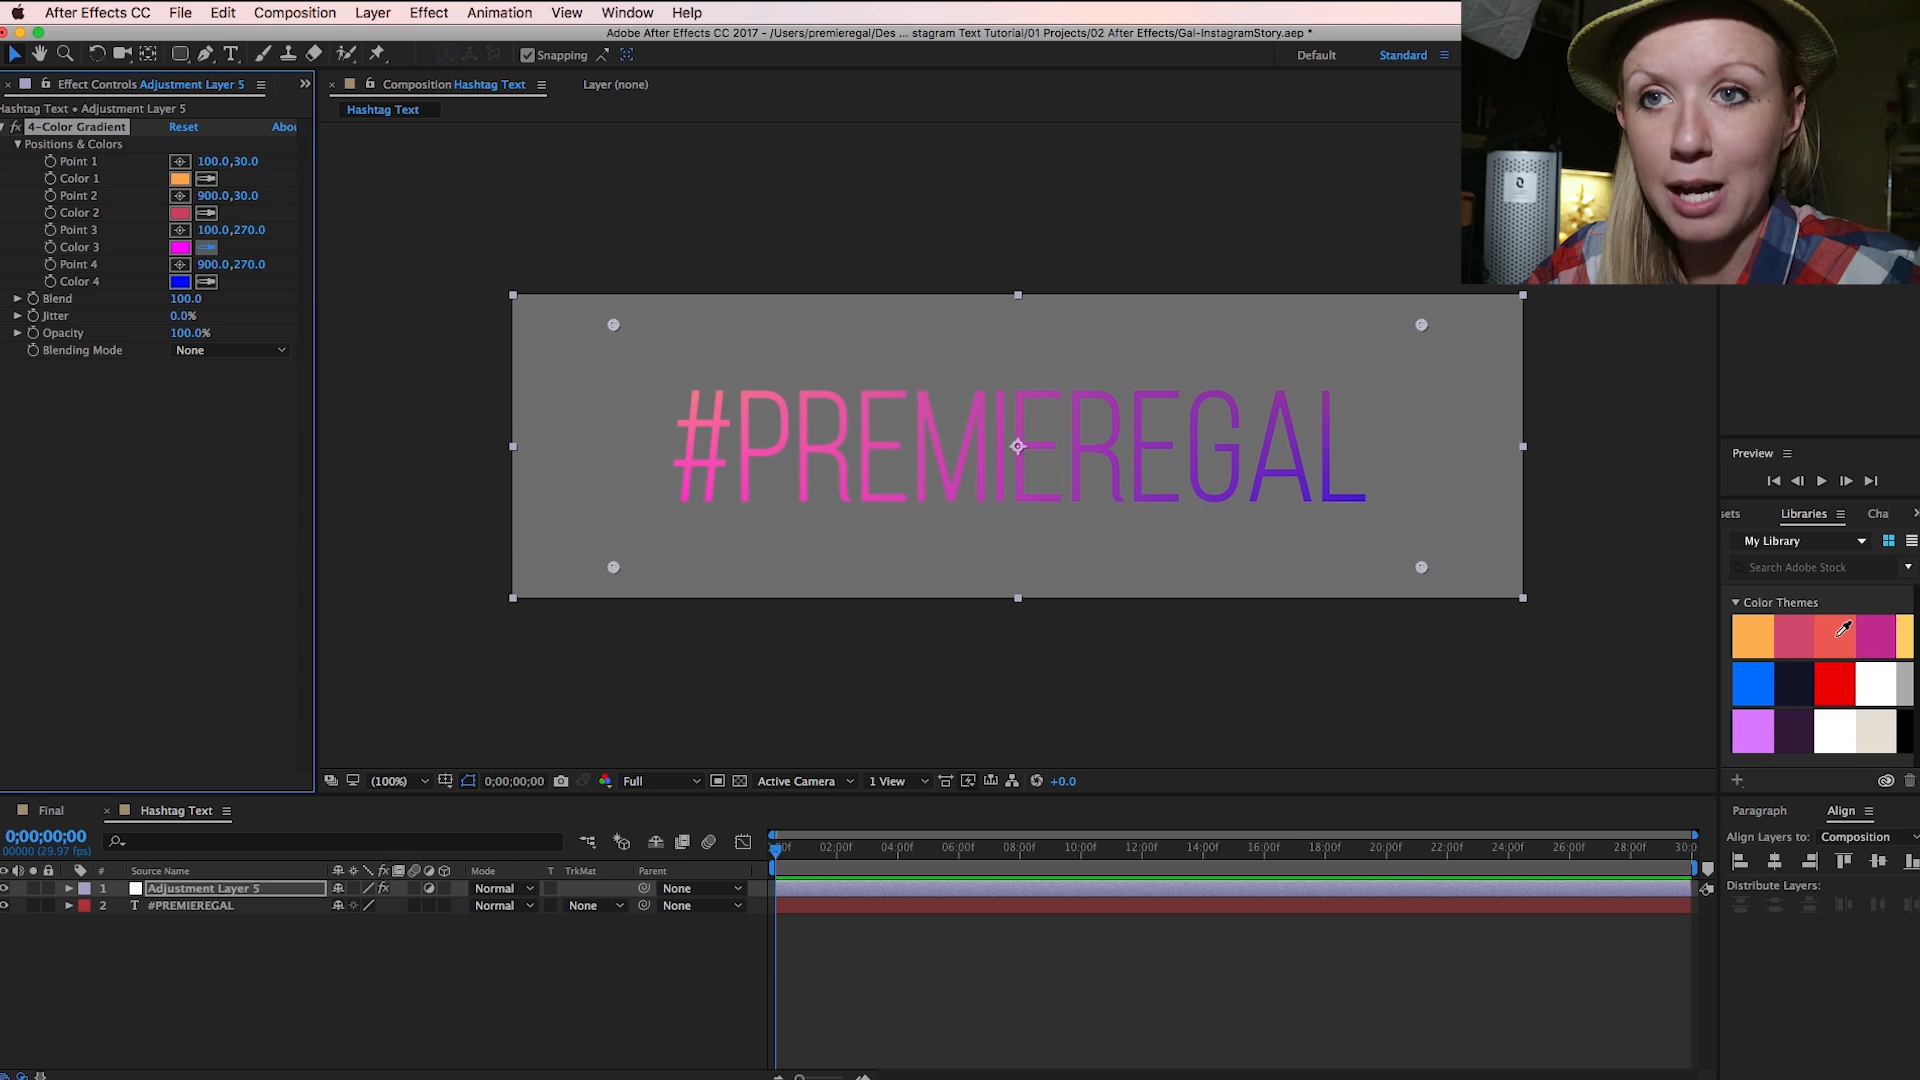 After Effects CC File Edit Composition Layer Effect Animation View Window Help
Adobe After Effects CC 2017 - /Users/premieregal/Des ... stagram Text Tutorial/01 Projects/02 After Effects/Gal-InstagramStory.aep *
Snapping Default Standard
Effect Controls Adjustment Layer 5
Composition Hashtag Text Layer (none)
Hashtag Text • Adjustment Layer 5
Hashtag Text
fx 4-Color Gradient Reset Abou
Positions & Colors
Point 1 100.0,30.0
Color 1
Point 2 900.0,30.0
Color 2
Point 3 100.0,270.0
Color 3
Point 4 900.0,270.0
Color 4
Blend 100.0
Jitter 0.0%
Opacity 100.0%
Blending Mode None
#PREMIEREGAL
Preview
sets Libraries Cha
My Library
Search Adobe Stock
Color Themes
(100%) 0;00;00;00 Full Active Camera 1 View +0.0
Final Hashtag Text
0;00;00;00
00000 (29.97 fps)
:00f 02:00f 04:00f 06:00f 08:00f 10:00f 12:00f 14:00f 16:00f 18:00f 20:00f 22:00f 24:00f 26:00f 28:00f 30:0
# Source Name fx Mode T TrkMat Parent
1 Adjustment Layer 5 fx Normal None
2 T #PREMIEREGAL Normal None None
Paragraph Align
Align Layers to: Composition
Distribute Layers: